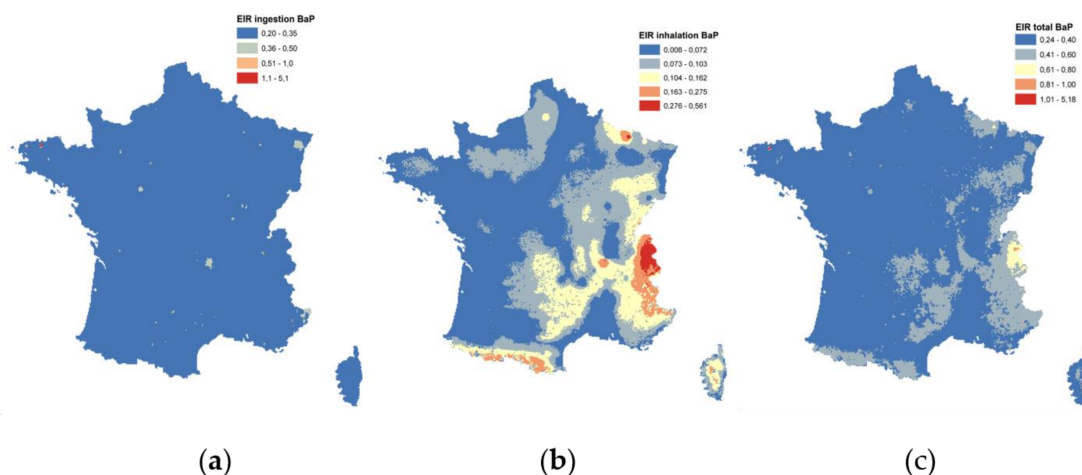 EIR ingestion BaP
0,20 - 0,35
0,36 - 0,50
0,51 - 1,0
1,1 - 5,1
EIR inhalation BaP
0,008 - 0,072
0,073 - 0,103
0,104 - 0,162
0,163 - 0,275
0,276 - 0,561
EIR total BaP
0,24 - 0,40
0,41 - 0,60
0,61 - 0,80
0,81 - 1,00
1,01 - 5,18
(a)
(b)
(c)